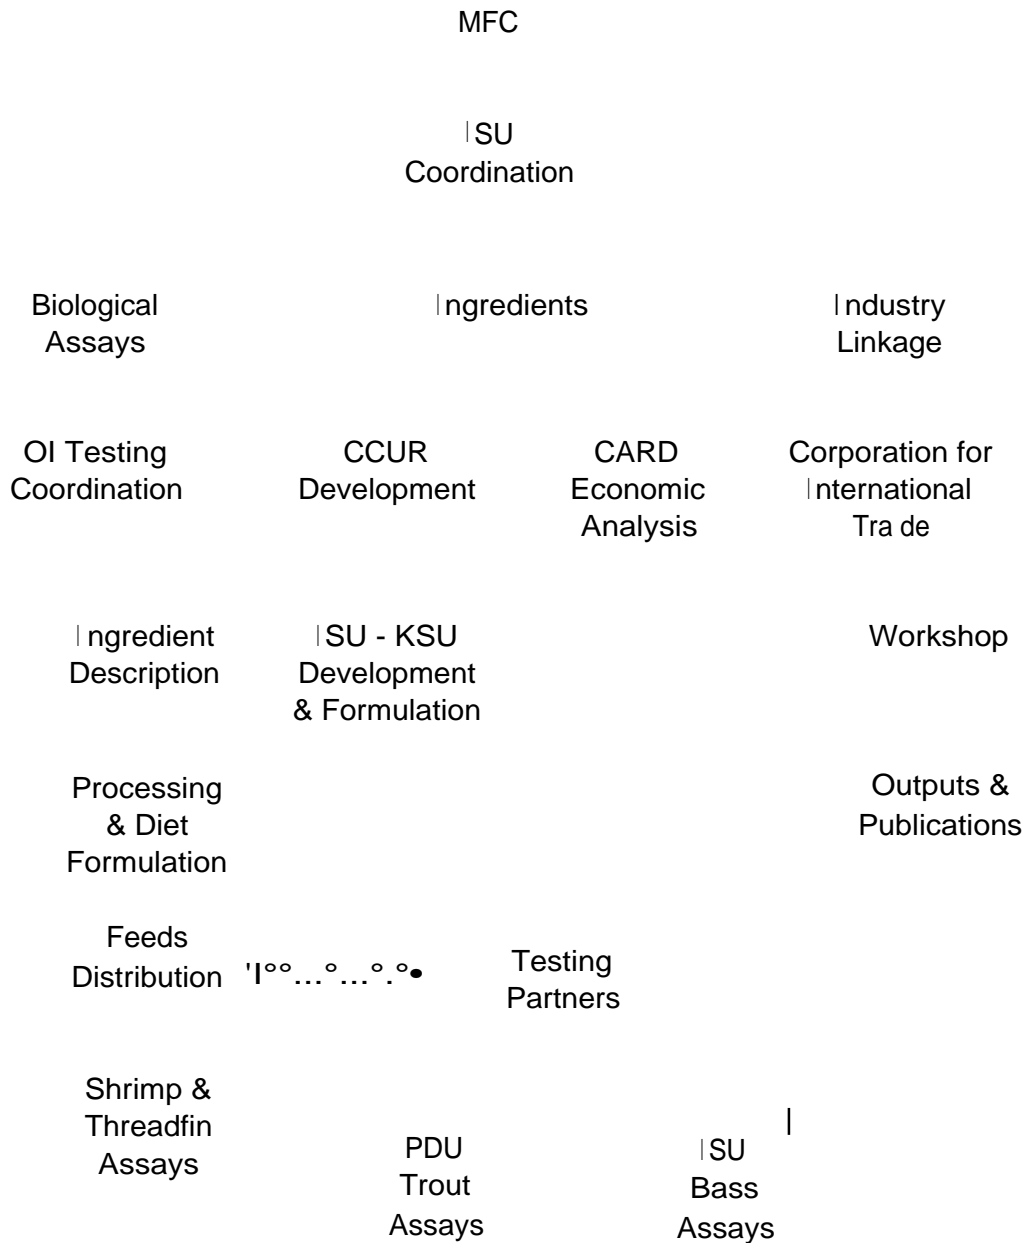 MFC
ISU
Coordination
Biological
Assays
Ingredients
Industry
Linkage
OI Testing
Coordination
CCUR
Development
CARD
Economic
Analysis
Corporation for
International
Tra de
Ingredient
Description
ISU - KSU
Development
& Formulation
Workshop
Processing
& Diet
Formulation
Outputs &
Publications
Feeds
Distribution 'I°°...°...°.°•
Testing
Partners
Shrimp &
Threadfin
Assays
PDU
Trout
Assays
|
ISU
Bass
Assays